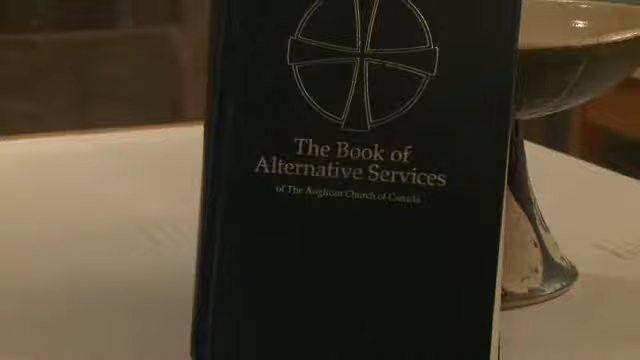 The Book of
Alternative Services
of The Anglican Church of Canada